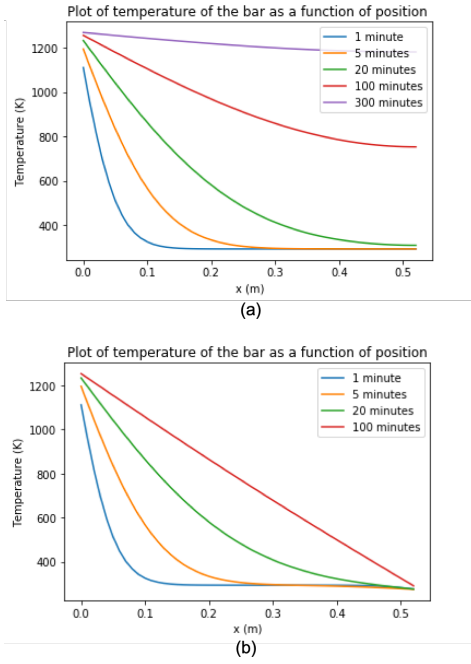 Plot of temperature of the bar as a function of position
1 minute
5 minutes
20 minutes
100 minutes
300 minutes
1200
1000
800
600
400
Temperature (K)
0.0 0.1 0.2 0.3 0.4 0.5
x (m)
(a)
Plot of temperature of the bar as a function of position
1 minute
5 minutes
20 minutes
100 minutes
1200
1000
800
600
400
Temperature (K)
0.0 0.1 0.2 0.3 0.4 0.5
x (m)
(b)